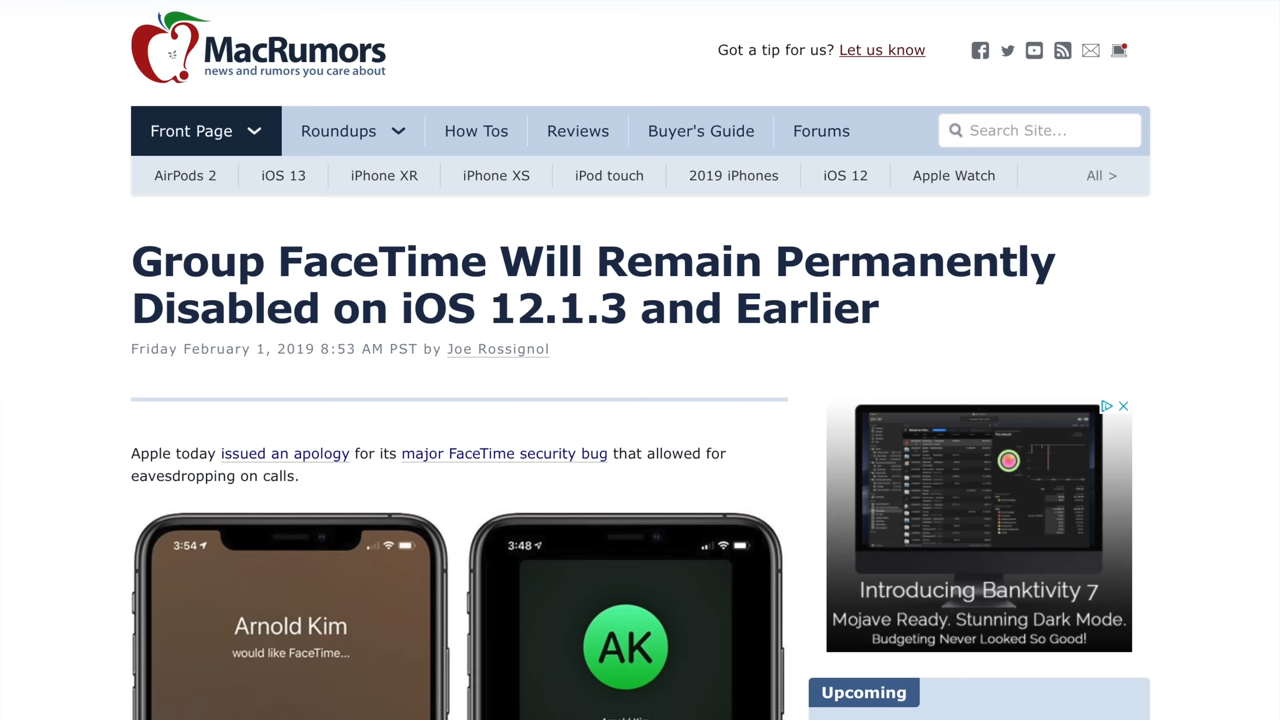 MacRumors
news and rumors you care about
Got a tip for us? Let us know
Front Page Roundups How Tos Reviews Buyer's Guide Forums Search Site...
AirPods 2 iOS 13 iPhone XR iPhone XS iPod touch 2019 iPhones iOS 12 Apple Watch All >
Group FaceTime Will Remain Permanently
Disabled on iOS 12.1.3 and Earlier
Friday February 1, 2019 8:53 AM PST by Joe Rossignol
Apple today issued an apology for its major FaceTime security bug that allowed for
eavesdropping on calls.
3:54
Arnold Kim
would like FaceTime...
3:48
AK
Introducing Banktivity 7
Mojave Ready. Stunning Dark Mode.
Budgeting Never Looked So Good!
Upcoming